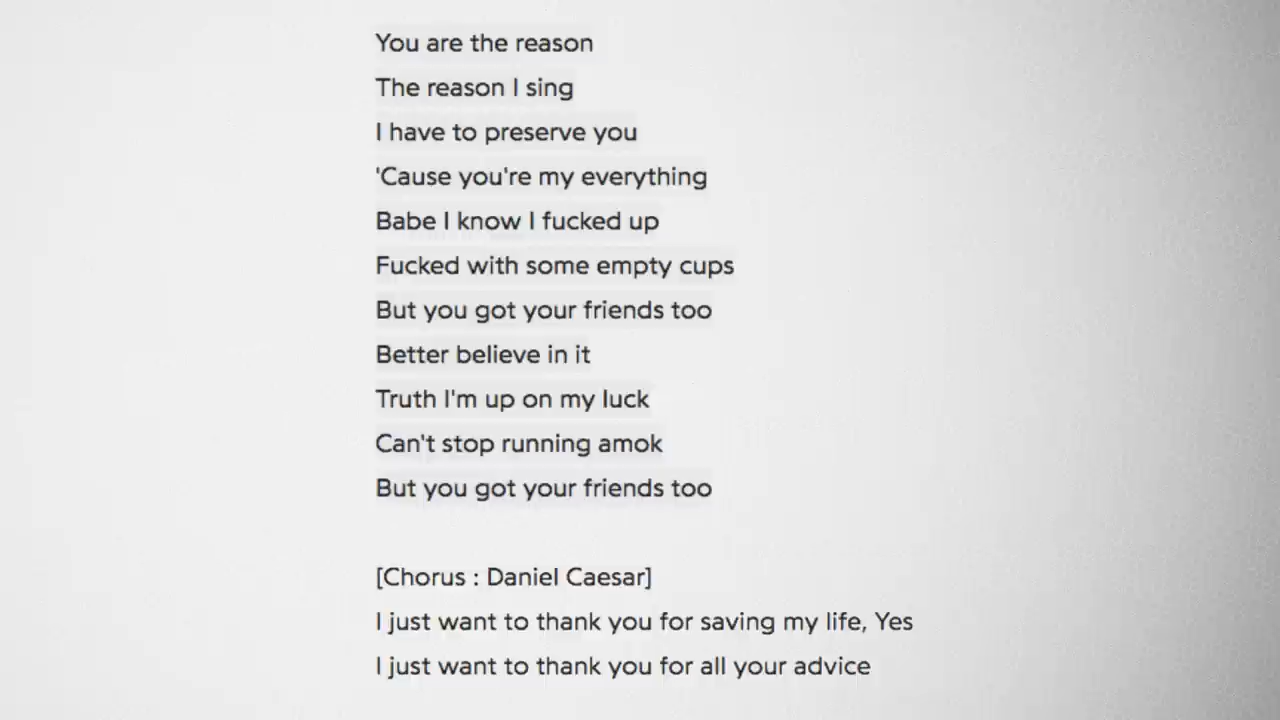 You are the reason
The reason I sing
I have to preserve you
'Cause you're my everything
Babe I know I fucked up
Fucked with some empty cups
But you got your friends too
Better believe in it
Truth I'm up on my luck
Can't stop running amok
But you got your friends too
[Chorus : Daniel Caesar]
I just want to thank you for saving my life, Yes
I just want to thank you for all your advice